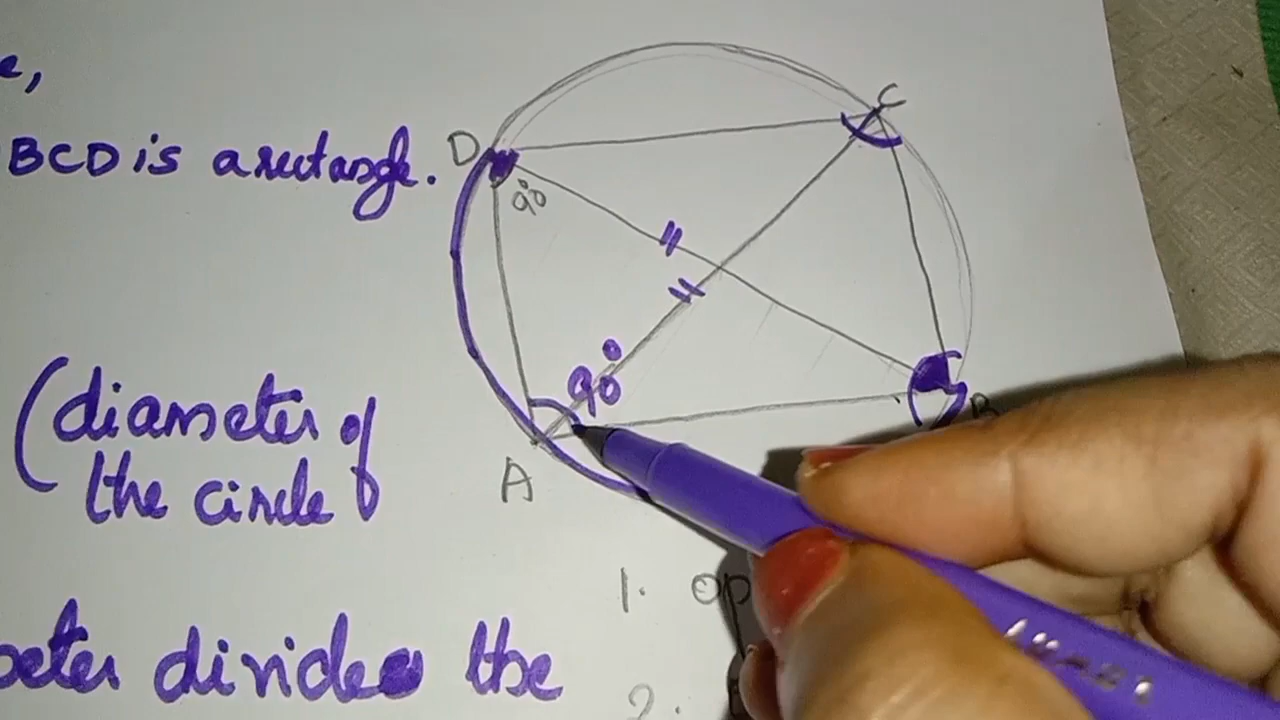 e,
BCD is a rectangle.
D
C
90°
90°
A
B
(diameter of
the circle
1. op
eter divides the
2.